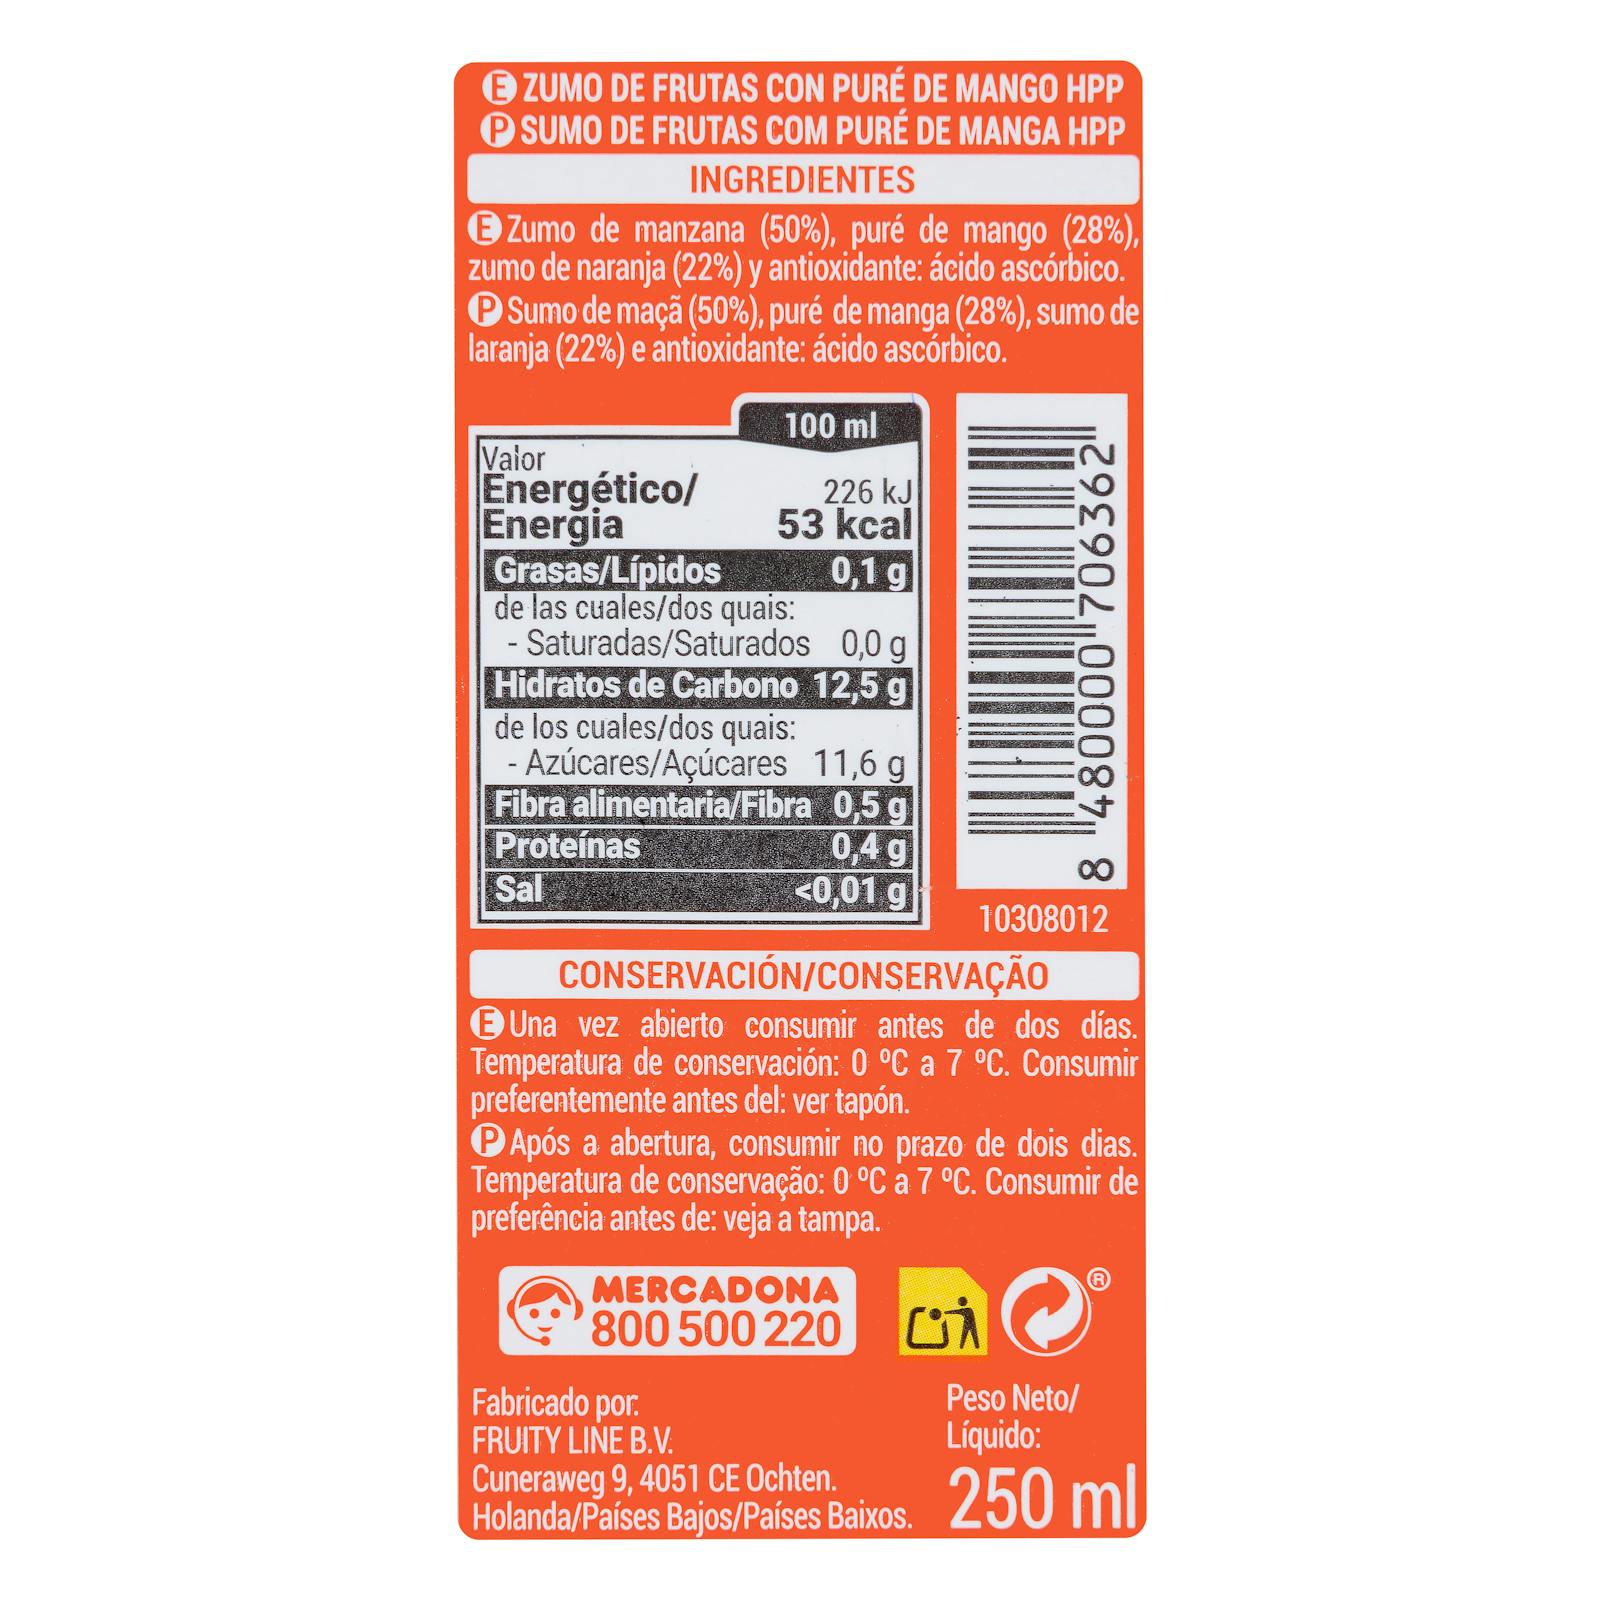 E ZUMO DE FRUTAS CON PURÉ DE MANGO HPP
P SUMO DE FRUTAS COM PURÉ DE MANGA HPP
INGREDIENTES
E Zumo de manzana (50%), puré de mango (28%),
zumo de naranja (22%) y antioxidante: ácido ascórbico.
P Sumo de maçã (50%), puré de manga (28%), sumo de
laranja (22%) e antioxidante: ácido ascórbico.
100 ml
Valor
Energético/ 226 kJ
Energia 53 kcal
Grasas/Lípidos 0,1 g
de las cuales/dos quais:
- Saturadas/Saturados 0,0 g
Hidratos de Carbono 12,5 g
de los cuales/dos quais:
- Azúcares/Açúcares 11,6 g
Fibra alimentaria/Fibra 0,5 g
Proteínas 0,4 g
Sal <0,01 g
8 480000 706362
10308012
CONSERVACIÓN/CONSERVAÇÃO
E Una vez abierto consumir antes de dos días.
Temperatura de conservación: 0 ºC a 7 ºC. Consumir
preferentemente antes del: ver tapón.
P Após a abertura, consumir no prazo de dois dias.
Temperatura de conservação: 0 ºC a 7 ºC. Consumir de
preferência antes de: veja a tampa.
MERCADONA
800 500 220
®
Fabricado por:
FRUITY LINE B.V.
Cuneraweg 9, 4051 CE Ochten.
Holanda/Países Bajos/Países Baixos.
Peso Neto/
Líquido:
250 ml